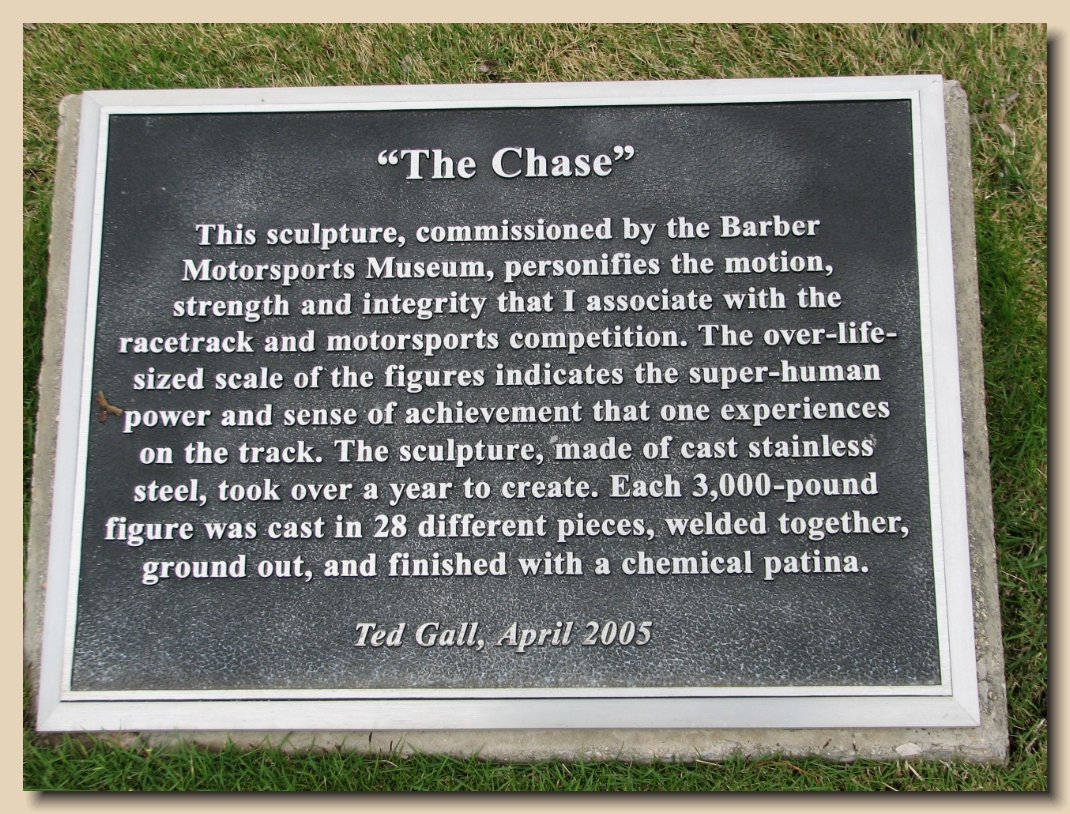 “The Chase”
This sculpture, commissioned by the Barber
Motorsports Museum, personifies the motion,
strength and integrity that I associate with the
racetrack and motorsports competition. The over-life-
sized scale of the figures indicates the super-human
power and sense of achievement that one experiences
on the track. The sculpture, made of cast stainless
steel, took over a year to create. Each 3,000-pound
figure was cast in 28 different pieces, welded together,
ground out, and finished with a chemical patina.
Ted Gall, April 2005